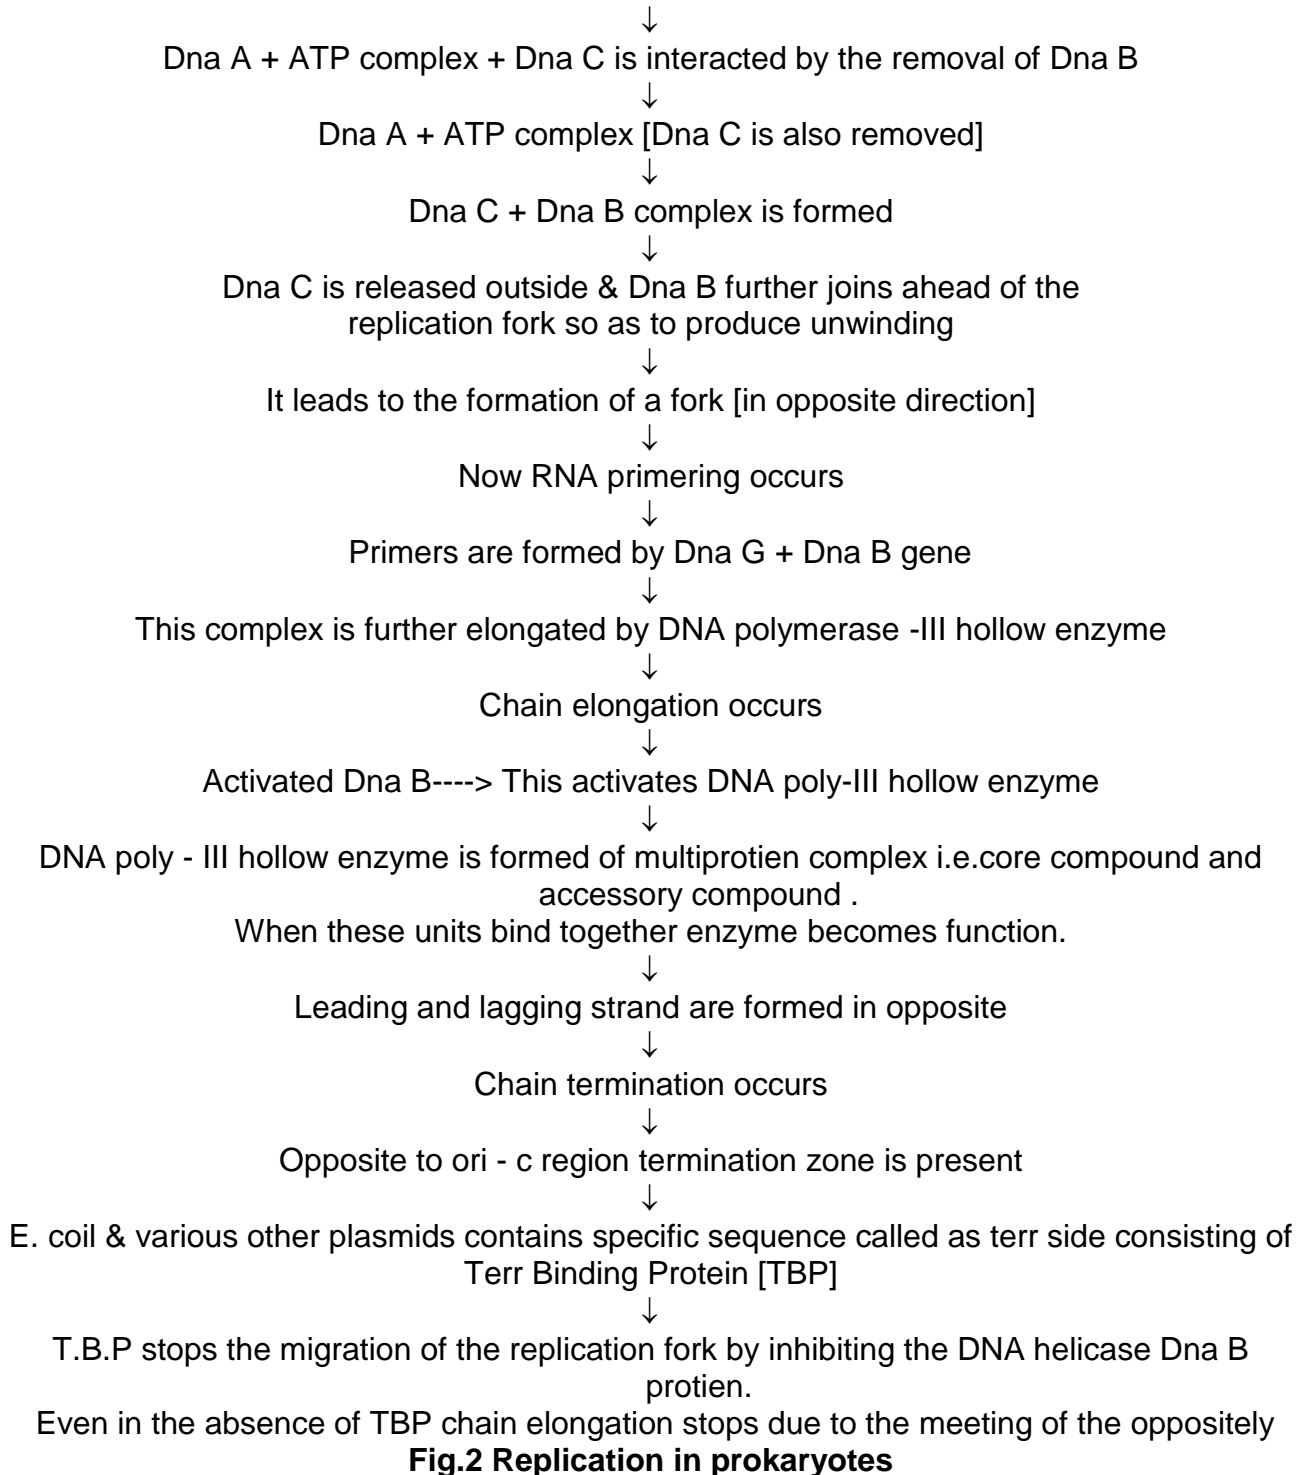 ↓
Dna A + ATP complex + Dna C is interacted by the removal of Dna B
↓
Dna A + ATP complex [Dna C is also removed]
↓
Dna C + Dna B complex is formed
↓
Dna C is released outside & Dna B further joins ahead of the
replication fork so as to produce unwinding
↓
It leads to the formation of a fork [in opposite direction]
↓
Now RNA primering occurs
↓
Primers are formed by Dna G + Dna B gene
↓
This complex is further elongated by DNA polymerase -III hollow enzyme
↓
Chain elongation occurs
↓
Activated Dna B----> This activates DNA poly-III hollow enzyme
↓
DNA poly - III hollow enzyme is formed of multiprotien complex i.e.core compound and
accessory compound .
When these units bind together enzyme becomes function.
↓
Leading and lagging strand are formed in opposite
↓
Chain termination occurs
↓
Opposite to ori - c region termination zone is present
↓
E. coil & various other plasmids contains specific sequence called as terr side consisting of
Terr Binding Protein [TBP]
↓
T.B.P stops the migration of the replication fork by inhibiting the DNA helicase Dna B
protien.
Even in the absence of TBP chain elongation stops due to the meeting of the oppositely
Fig.2 Replication in prokaryotes